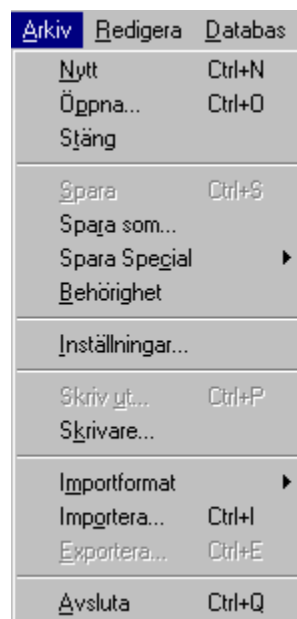 Arkiv Redigera Databas
Nytt Ctrl+N
Öppna... Ctrl+O
Stäng
Spara Ctrl+S
Spara som...
Spara Special
Behörighet
Inställningar...
Skriv ut... Ctrl+P
Skrivare...
Importformat
Importera... Ctrl+I
Exportera... Ctrl+E
Avsluta Ctrl+Q